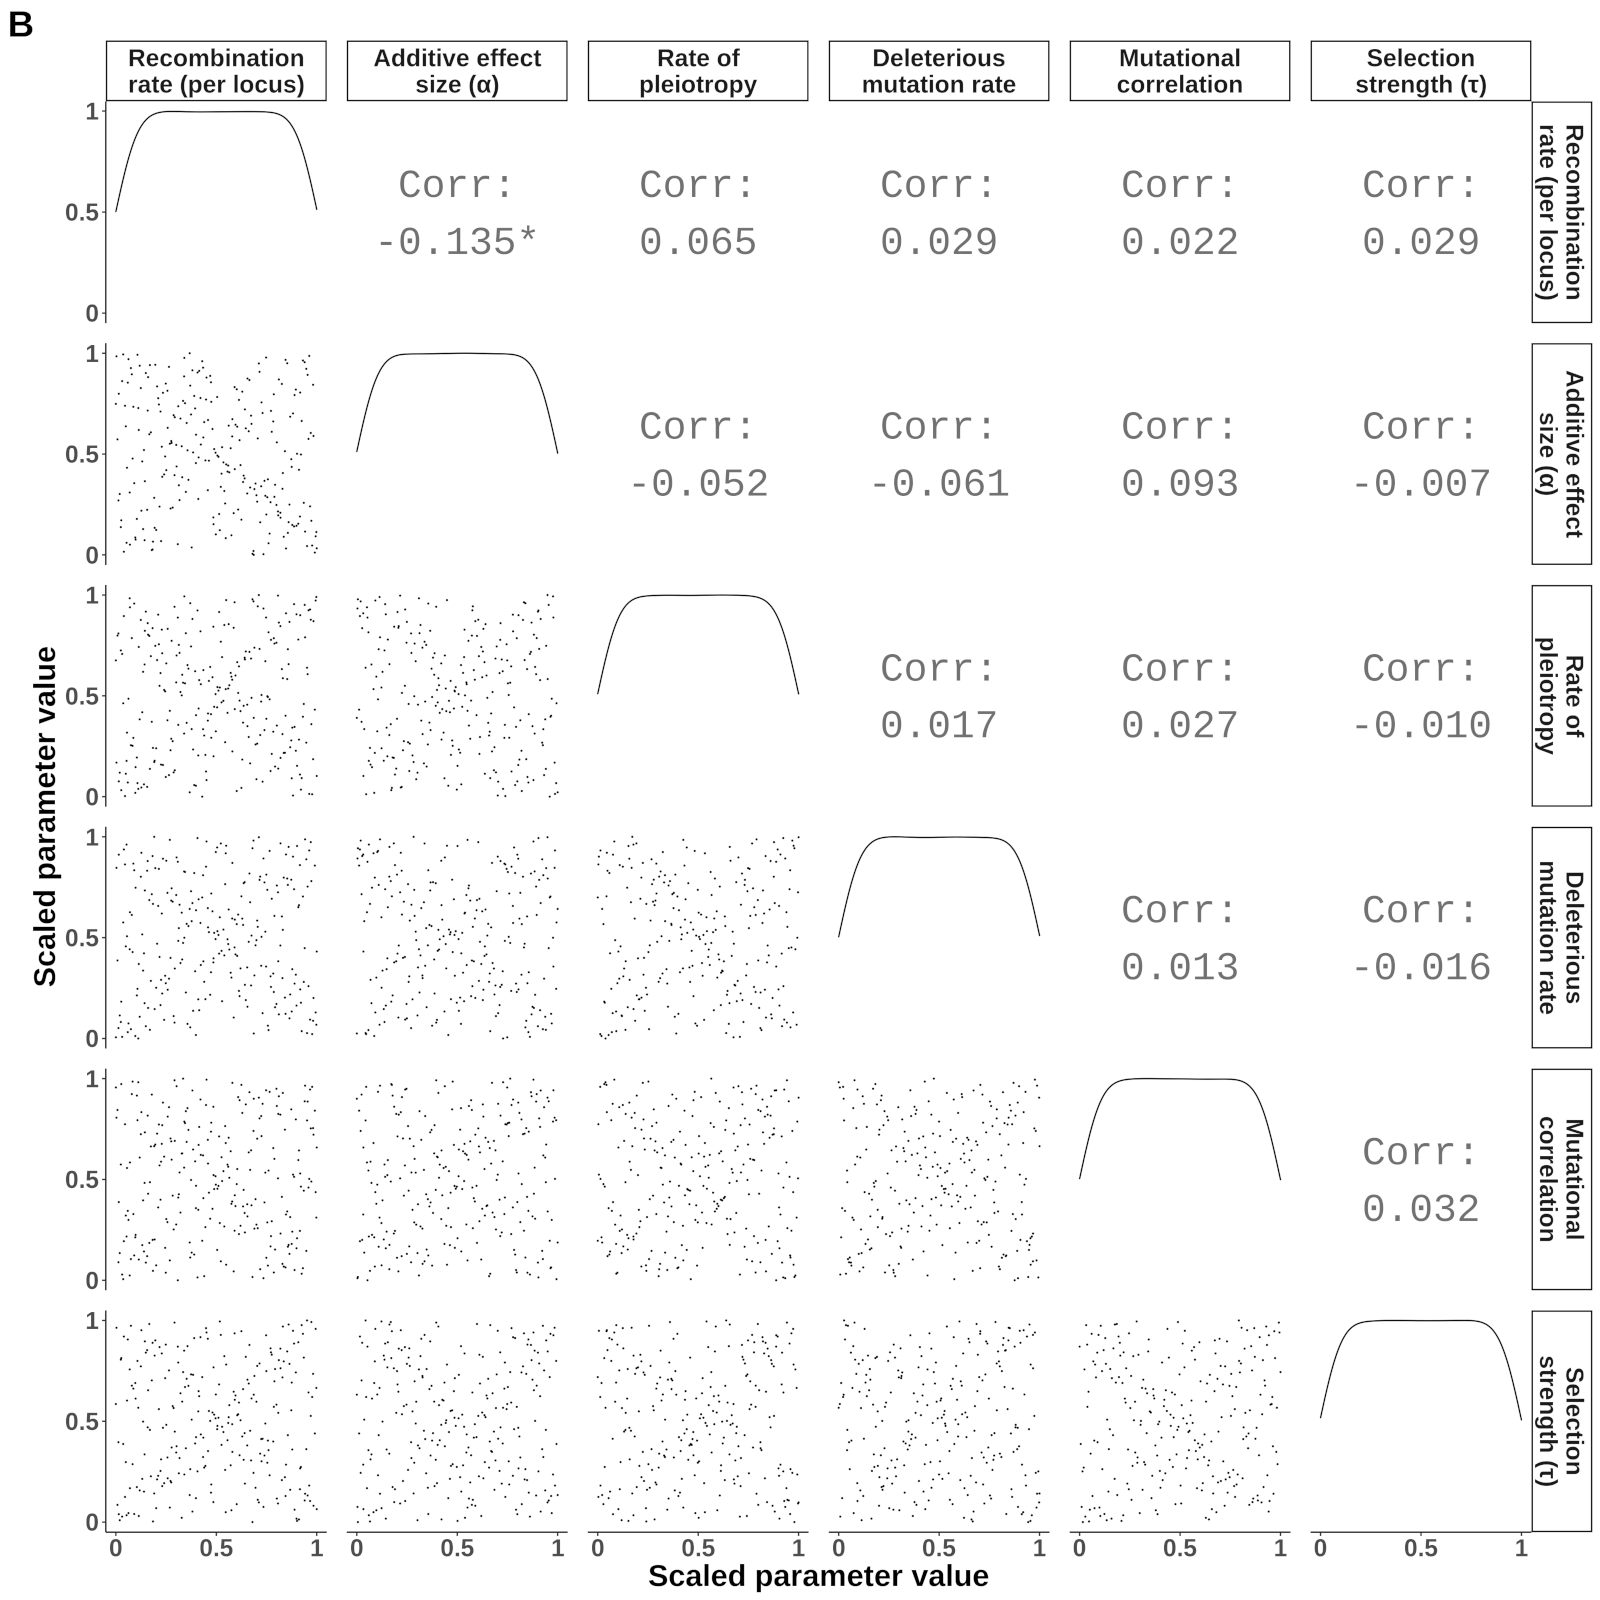 B
Recombination
rate (per locus)
Additive effect
size (α)
Rate of
pleiotropy
Deleterious
mutation rate
Mutational
correlation
Selection
strength (τ)
1
0.5
0
Corr:
-0.135*
Corr:
0.065
Corr:
0.029
Corr:
0.022
Corr:
0.029
Recombination
rate (per locus)
1
0.5
0
Corr:
-0.052
Corr:
-0.061
Corr:
0.093
Corr:
-0.007
Additive effect
size (α)
Scaled parameter value
1
0.5
0
Corr:
0.017
Corr:
0.027
Corr:
-0.010
Rate of
pleiotropy
1
0.5
0
Corr:
0.013
Corr:
-0.016
Deleterious
mutation rate
1
0.5
0
Corr:
0.032
Mutational
correlation
1
0.5
0
Selection
strength (τ)
0 0.5 1
0 0.5 1
0 0.5 1
0 0.5 1
0 0.5 1
0 0.5 1
Scaled parameter value